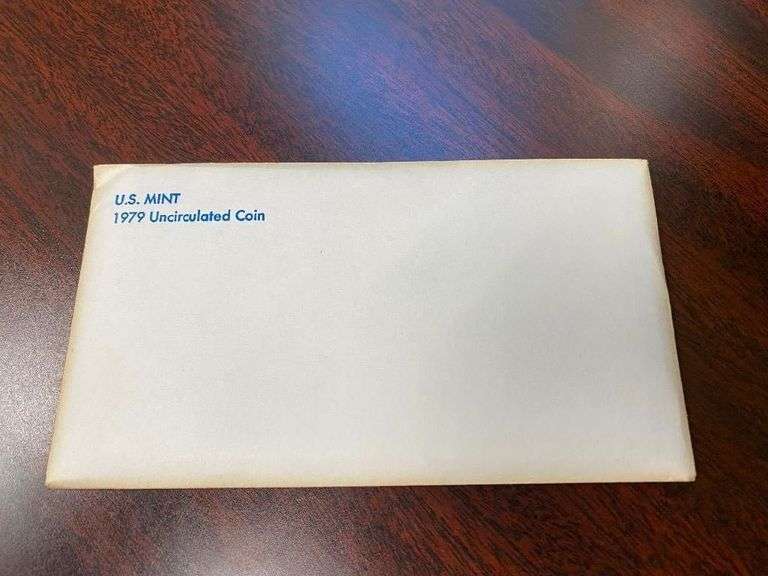 U.S. MINT
1979 Uncirculated Coin